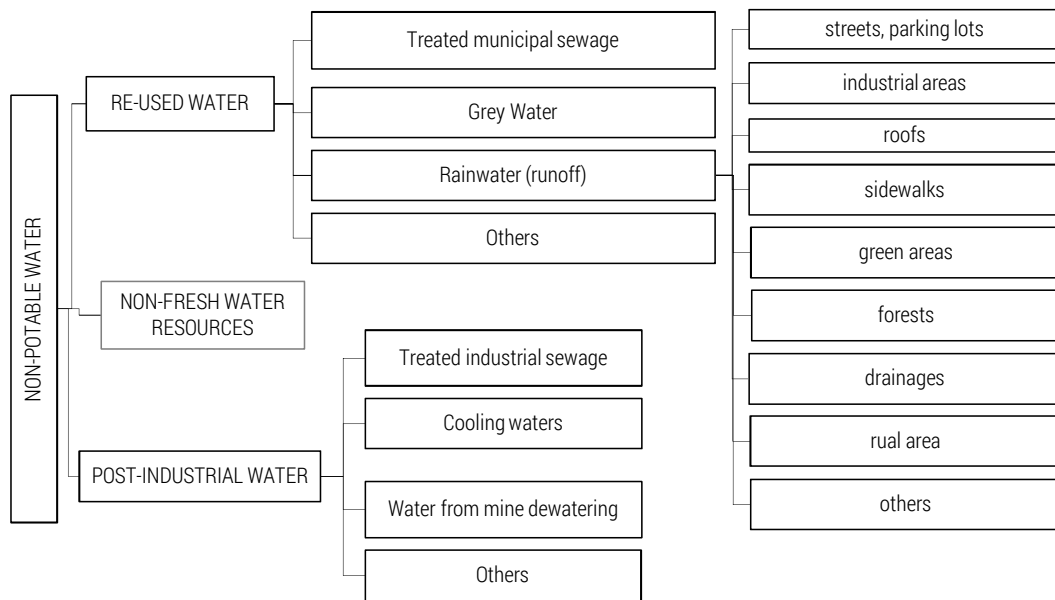 NON-POTABLE WATER
RE-USED WATER
Treated municipal sewage
Grey Water
Rainwater (runoff)
Others
streets, parking lots
industrial areas
roofs
sidewalks
green areas
forests
drainages
rual area
others
NON-FRESH WATER
RESOURCES
POST-INDUSTRIAL WATER
Treated industrial sewage
Cooling waters
Water from mine dewatering
Others